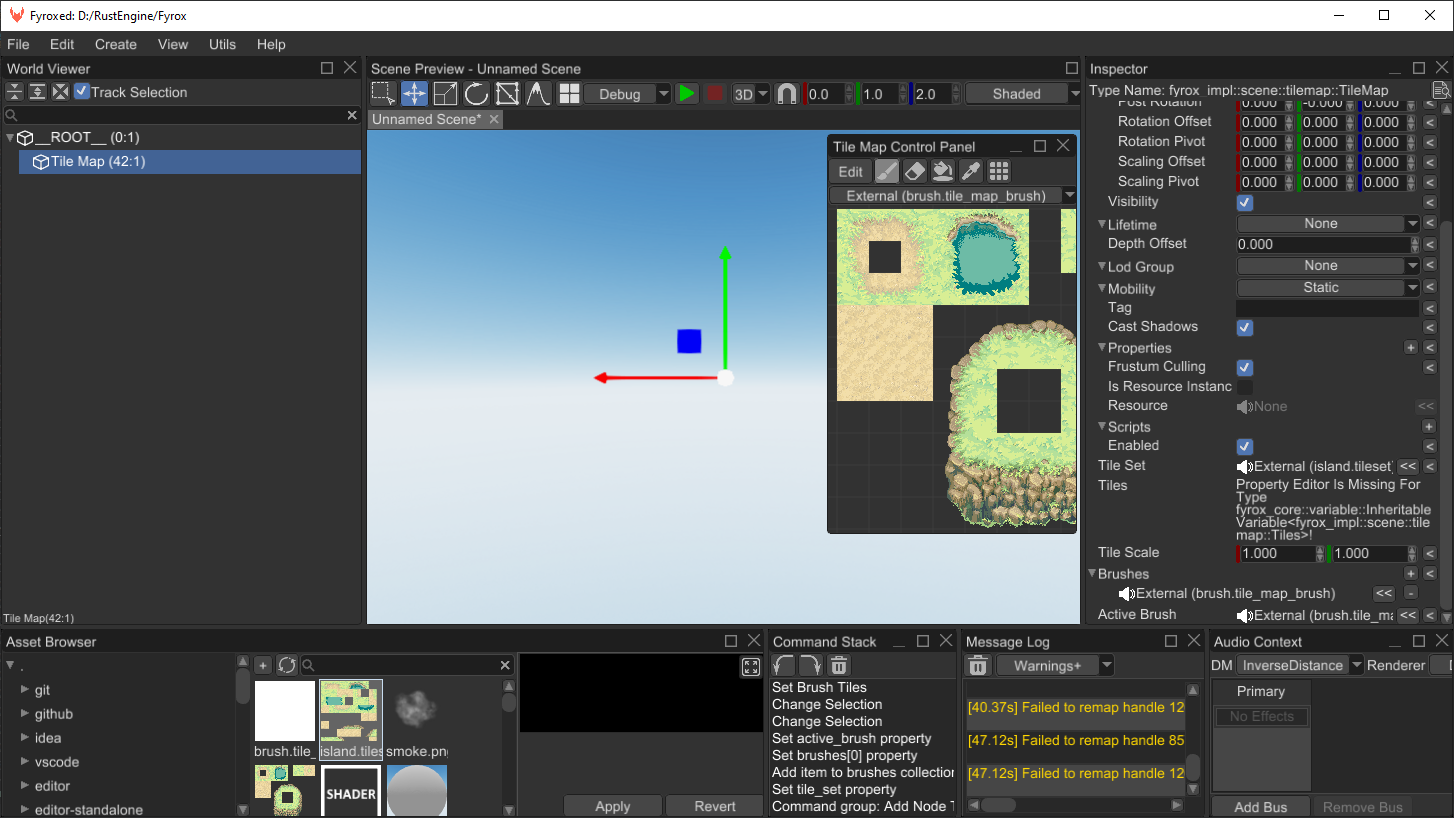 Fyroxed: D:/RustEngine/Fyrox
File Edit Create View Utils Help
World Viewer
Track Selection
__ROOT__ (0:1)
Tile Map (42:1)
Tile Map(42:1)
Scene Preview - Unnamed Scene
Debug 3D 0.0 1.0 2.0 Shaded
Unnamed Scene*
Tile Map Control Panel
Edit
External (brush.tile_map_brush)
Inspector
Type Name: fyrox_impl::scene::tilemap::TileMap
Post Rotation -0.000 0.000
Rotation Offset 0.000 0.000 0.000 <
Rotation Pivot 0.000 0.000 0.000 <
Scaling Offset 0.000 0.000 0.000 <
Scaling Pivot 0.000 0.000 0.000 <
Visibility <
Lifetime None <
Depth Offset 0.000 <
Lod Group None <
Mobility Static <
Tag <
Cast Shadows <
Properties + <
Frustum Culling <
Is Resource Instanc
Resource None <<
Scripts +
Enabled <
Tile Set External (island.tileset) << <
Tiles Property Editor Is Missing For
Type
fyrox_core::variable::Inheritable
Variable<fyrox_impl::scene::tile
map::Tiles>!
Tile Scale 1.000 1.000 <
Brushes + <
External (brush.tile_map_brush) << -
Active Brush External (brush.tile_ma << <
Asset Browser
.
git
github
idea
vscode
editor
editor-standalone
+
brush.tile_ island.tiles smoke.png
SHADER
Apply Revert
Command Stack
Set Brush Tiles
Change Selection
Change Selection
Set active_brush property
Set brushes[0] property
Add item to brushes collection
Set tile_set property
Command group: Add Node T
Message Log
Warnings+
[40.37s] Failed to remap handle 12
[47.12s] Failed to remap handle 85
[47.12s] Failed to remap handle 12
Audio Context
DM InverseDistance Renderer
Primary
No Effects
Add Bus Remove Bus